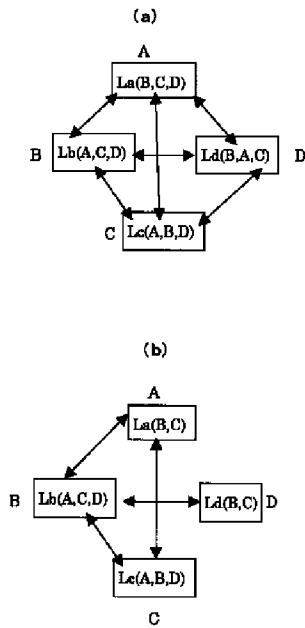 (a)
A
La(B,C,D)
B
Lb(A,C,D)
Ld(B,A,C)
D
Lc(A,B,D)
C
(b)
A
La(B,C)
B
Lb(A,C,D)
Ld(B,C)
D
Lc(A,B,D)
C